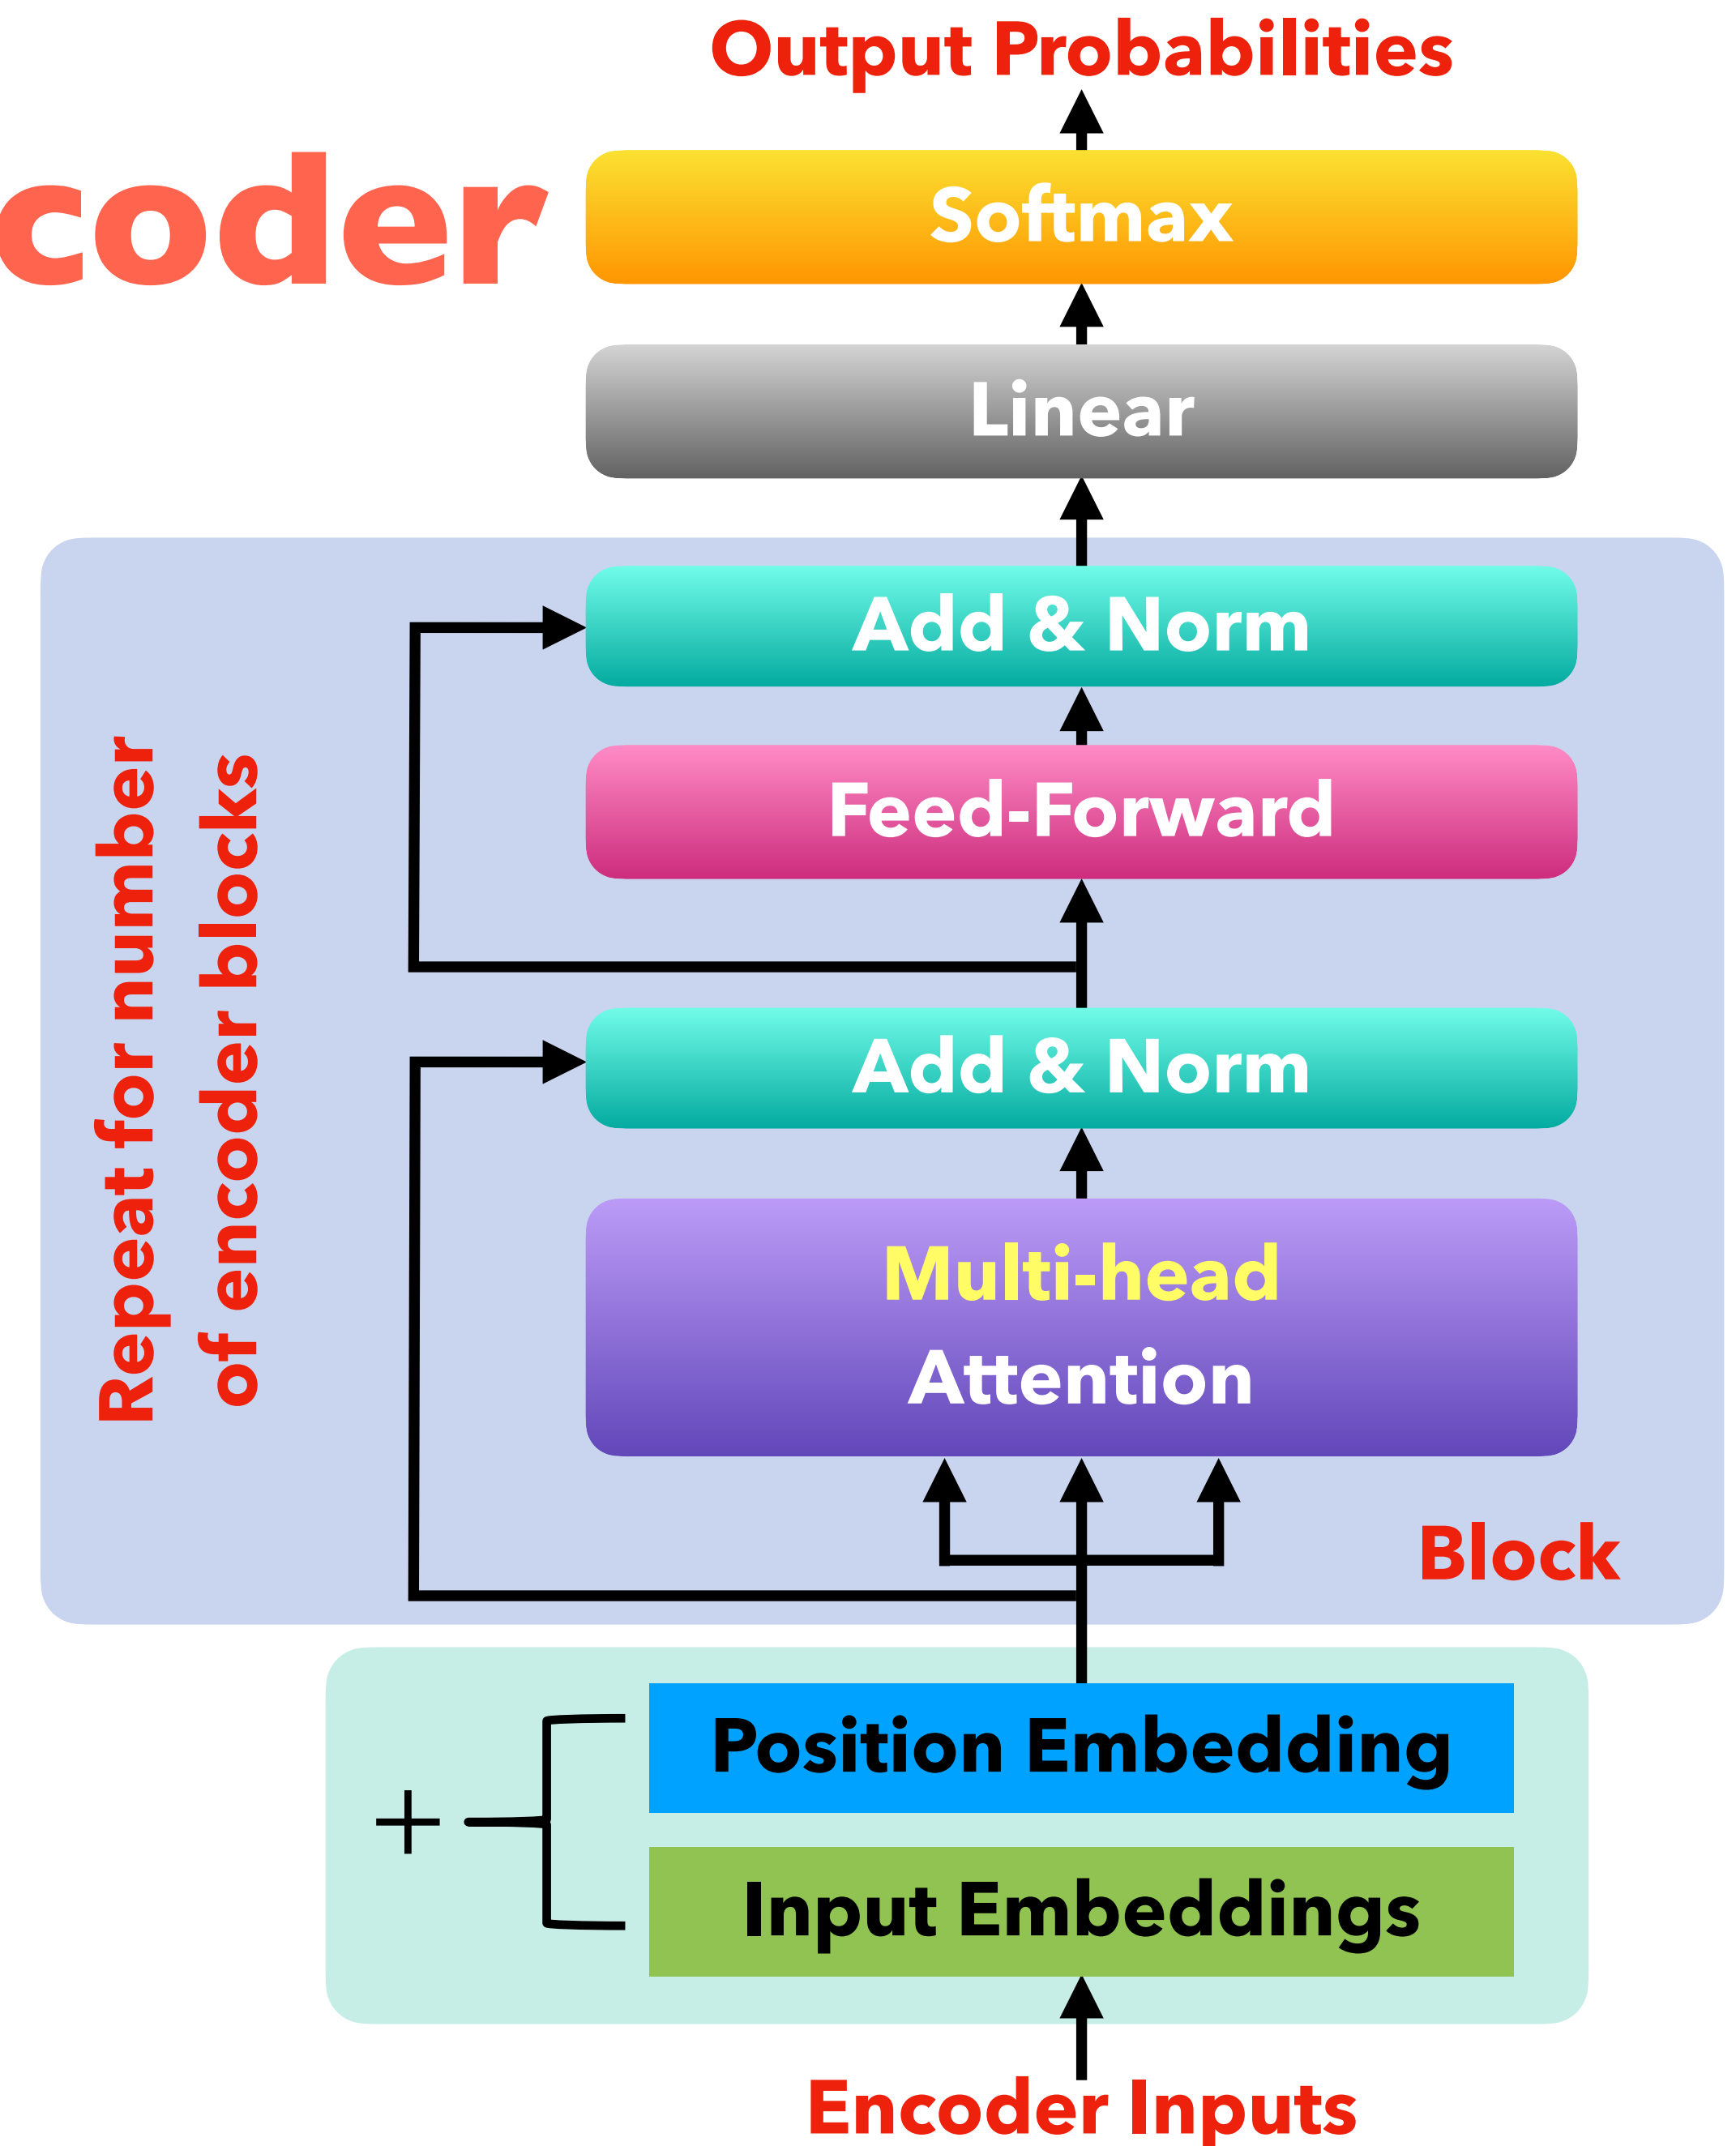 Output Probabilities
coder
Softmax
Linear
Add & Norm
Feed-Forward
Add & Norm
Multi-head
Attention
Repeat for number
of encoder blocks
Block
Position Embedding
+
Input Embeddings
Encoder Inputs